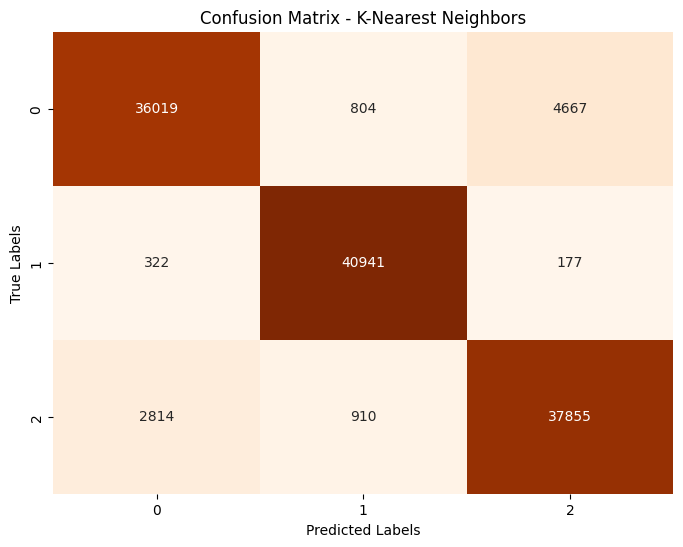 Confusion Matrix - K-Nearest Neighbors
True Labels
0 36019 804 4667
1 322 40941 177
2 2814 910 37855
0 1 2
Predicted Labels